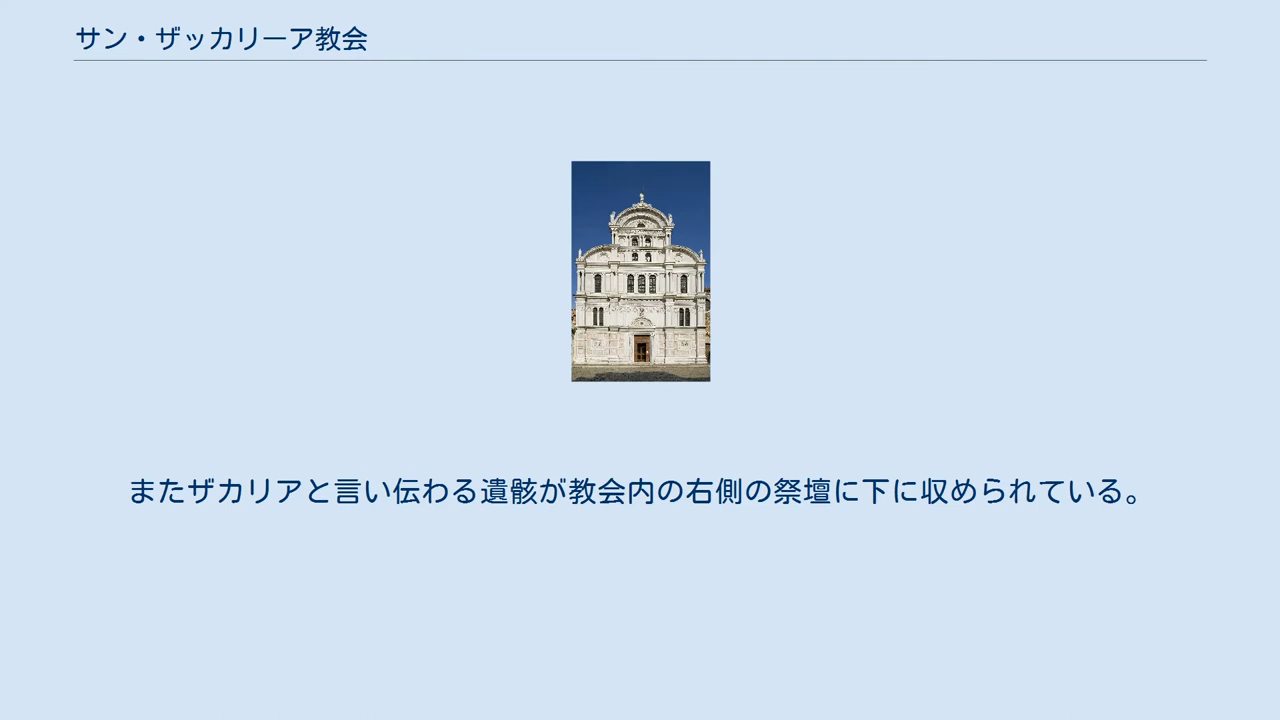 サン・ザッカリーア教会
またザカリアと言い伝わる遺骸が教会内の右側の祭壇に下に収められている。